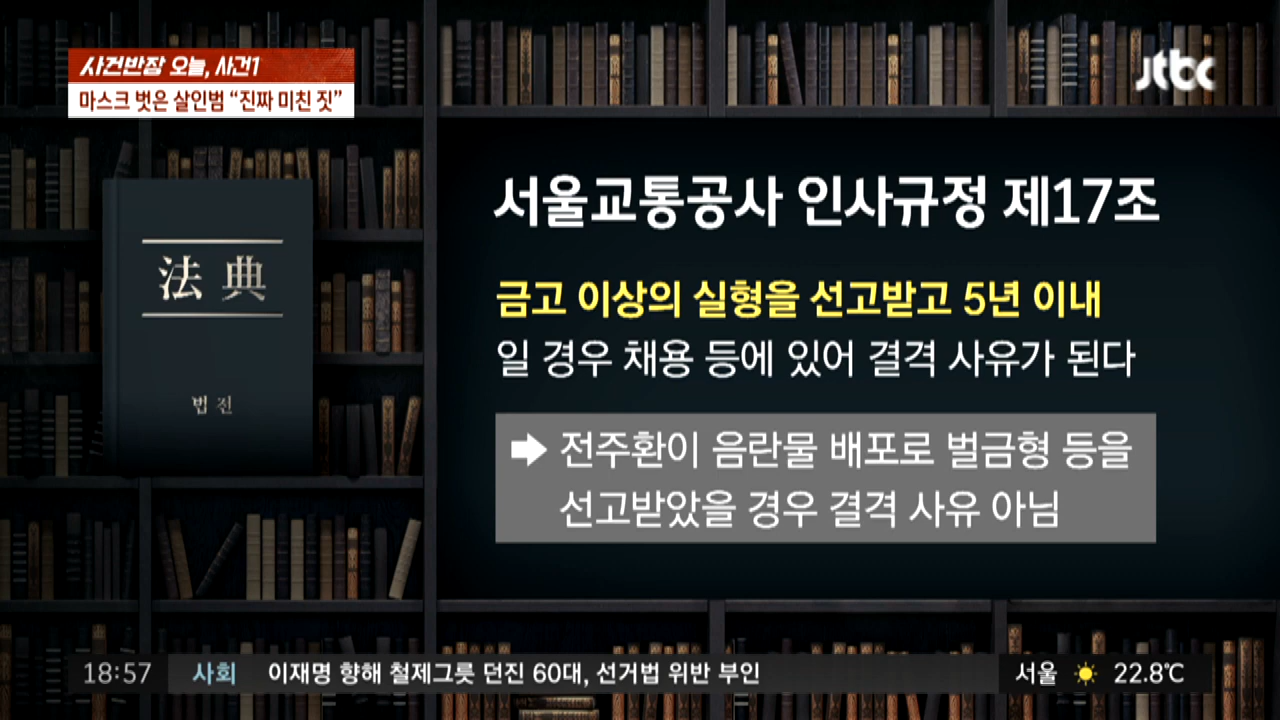 사건반장 오늘, 사건1
마스크 벗은 살인범 “진짜 미친 짓”
jtbc
서울교통공사 인사규정 제17조
금고 이상의 실형을 선고받고 5년 이내
일 경우 채용 등에 있어 결격 사유가 된다
法 典
법 전
➡ 전주환이 음란물 배포로 벌금형 등을
선고받았을 경우 결격 사유 아님
18:57 사회 이재명 향해 철제그릇 던진 60대, 선거법 위반 부인 서울 22.8℃